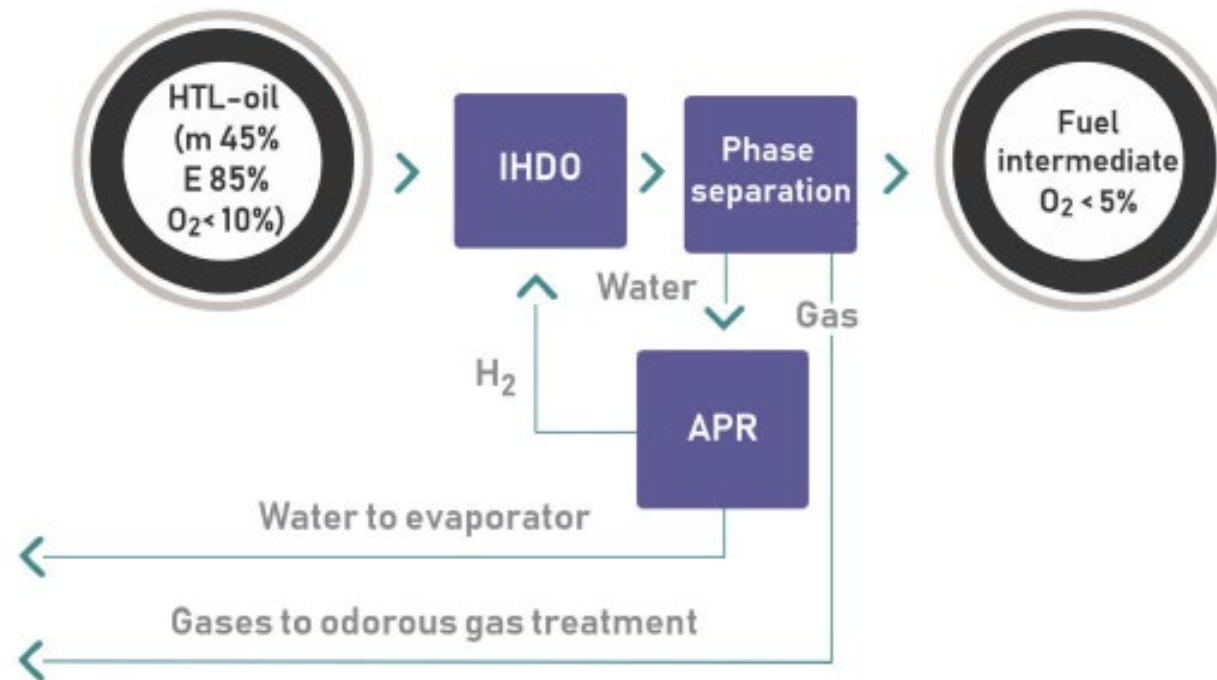 HTL-oil
(m 45%
E 85%
O₂< 10%)
IHDO
Phase
separation
Fuel
intermediate
O₂ < 5%
Water
Gas
H₂
APR
Water to evaporator
Gases to odorous gas treatment